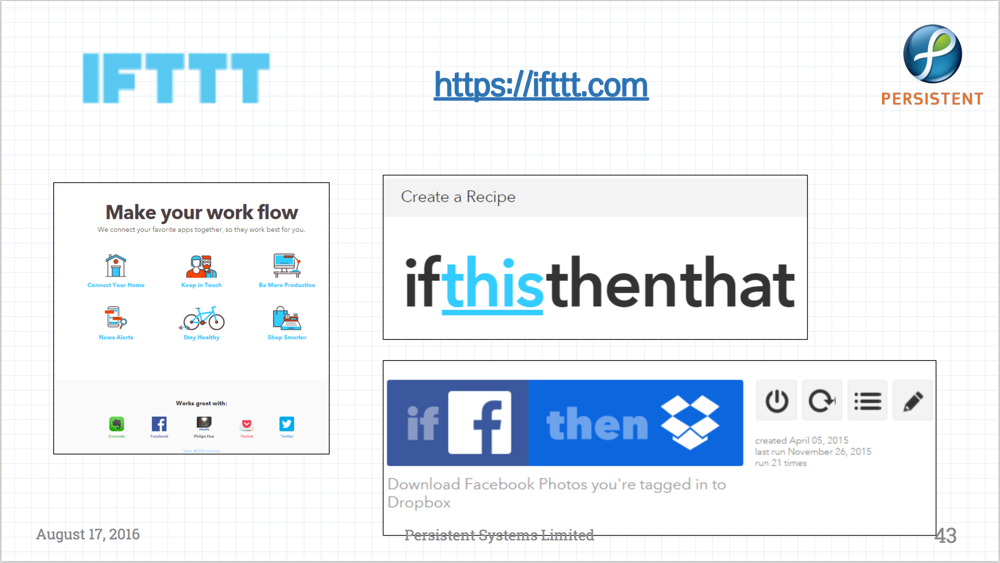 IFTTT
https://ifttt.com
PERSISTENT
Make your work flow
We connect your favorite apps together, so they work best for you.
Connect Your Home
Keep in Touch
Be More Productive
News Alerts
Stay Healthy
Shop Smarter
Works great with:
Evernote
Facebook
hue
PHILIPS
Philips Hue
Pocket
Twitter
View all 245 services
Create a Recipe
ifthisthenthat
if f then
created April 05, 2015
last run November 26, 2015
run 21 times
Download Facebook Photos you're tagged in to
Dropbox
August 17, 2016
Persistent Systems Limited
43